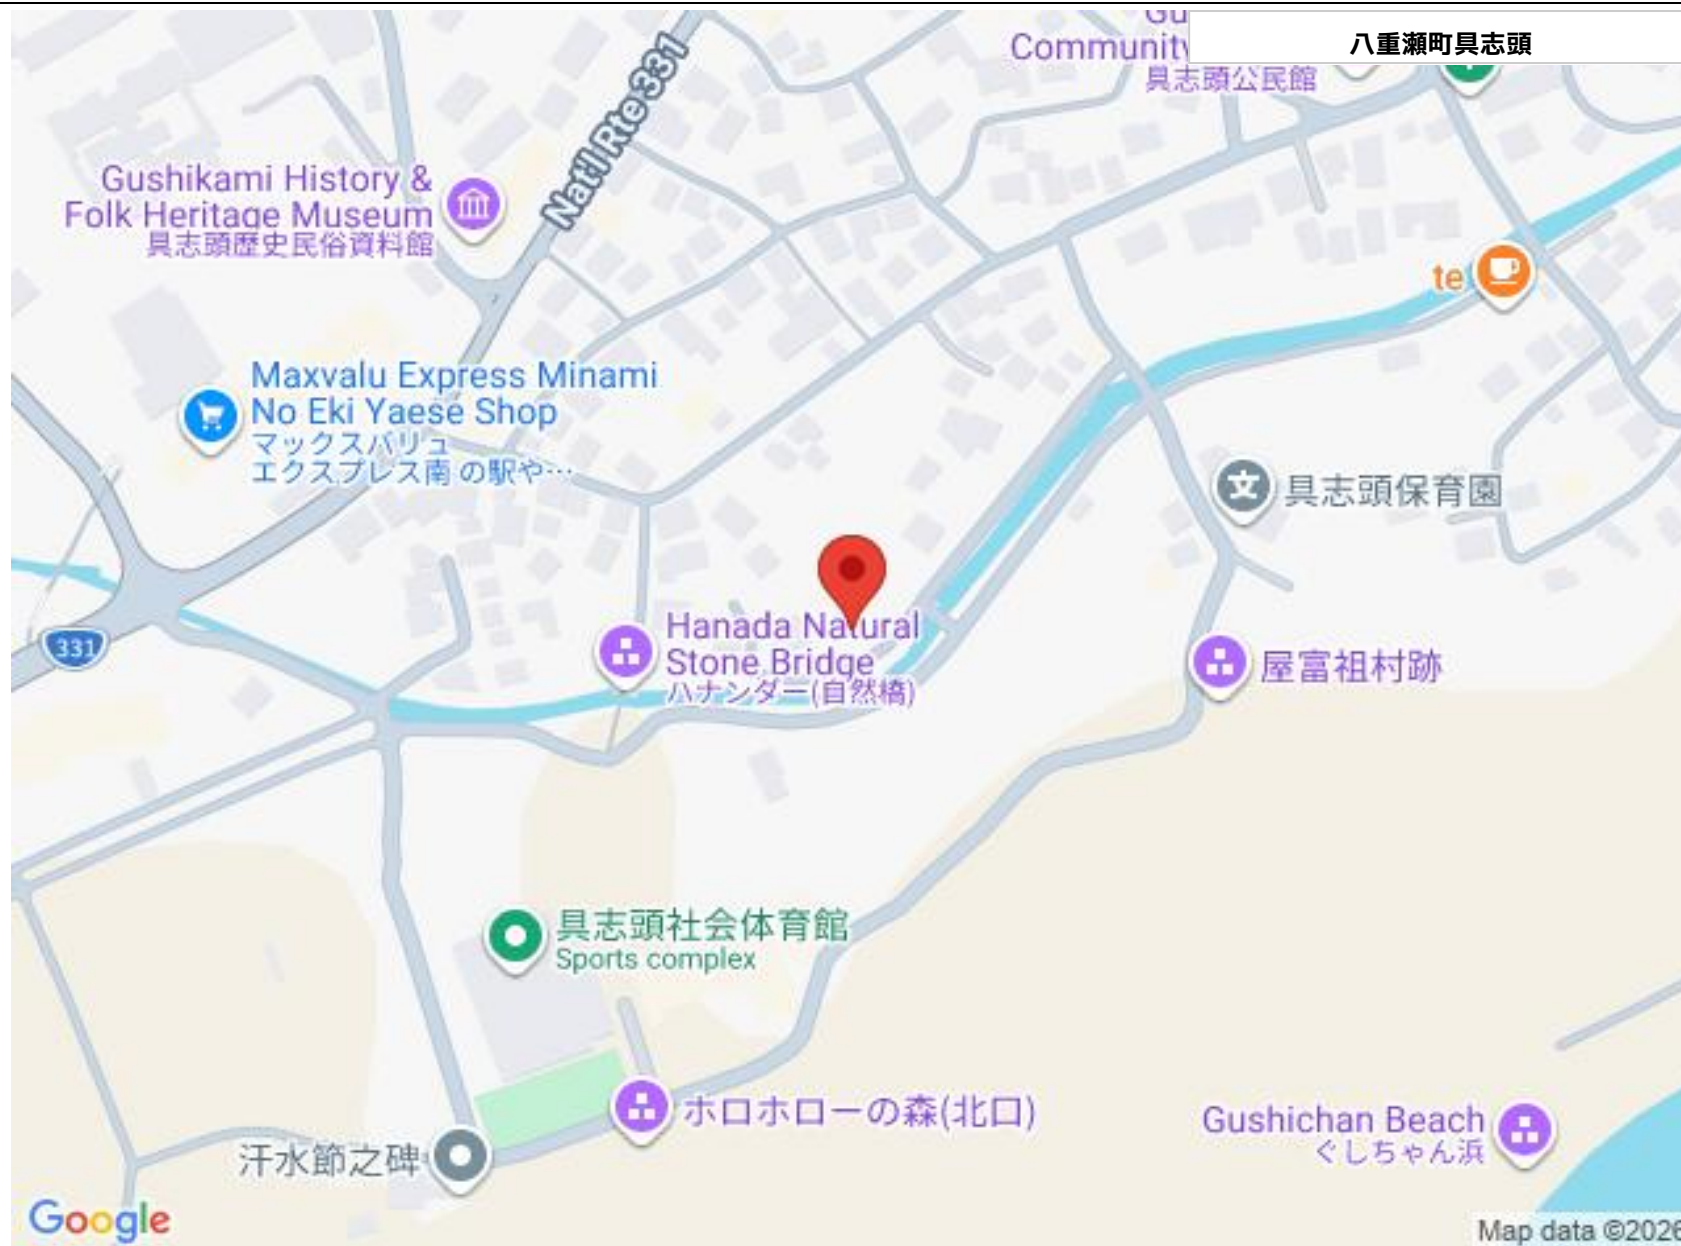 八重瀬町具志頭
Community
具志頭公民館
Nat'l Rte 331
Gushikami History &
Folk Heritage Museum
具志頭歴史民俗資料館
te
Maxvalu Express Minami
No Eki Yaese Shop
マックスバリュ
エクスプレス南の駅や…
具志頭保育園
331
Hanada Natural
Stone Bridge
ハナンダー(自然橋)
屋富祖村跡
具志頭社会体育館
Sports complex
ホロホローの森(北口)
Gushichan Beach
ぐしちゃん浜
汗水節之碑
Google
Map data ©2026